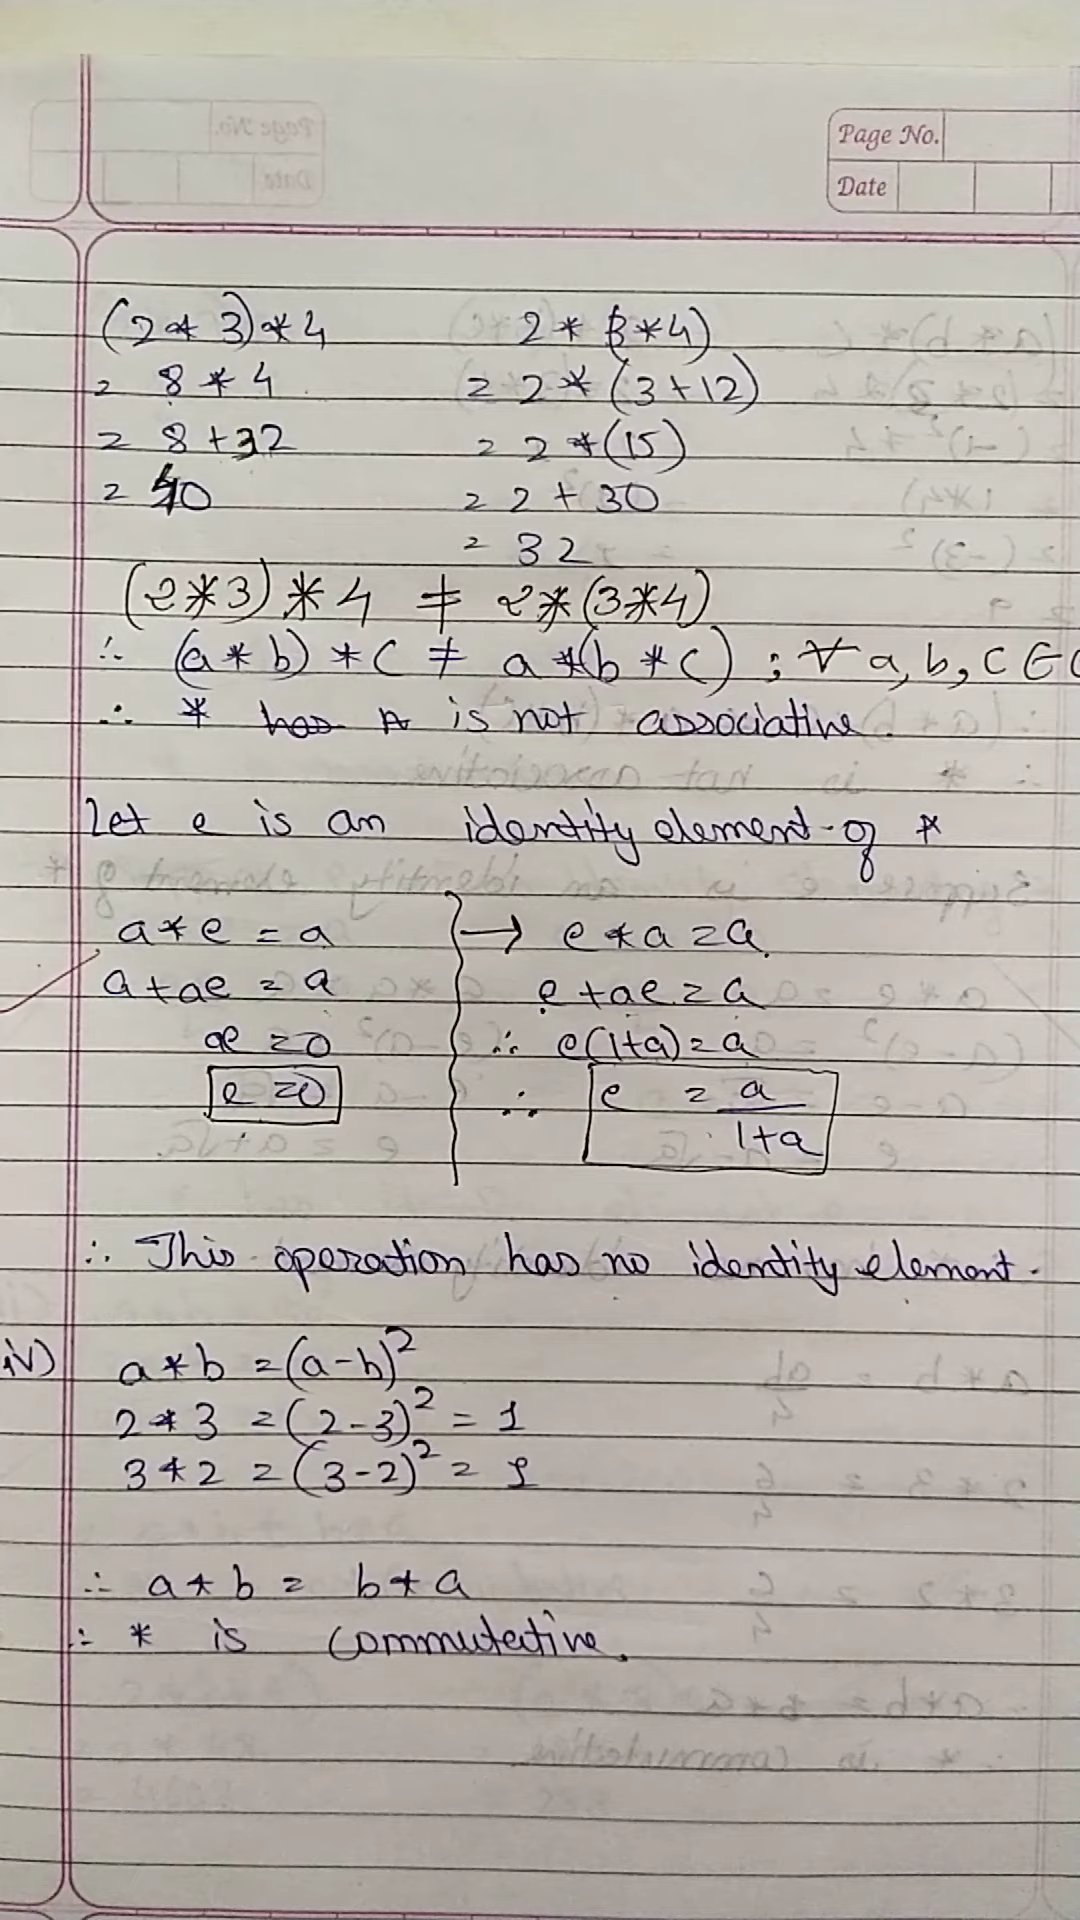 Page No.
Date
(2 * 3) * 4    2 * (3 * 4)
= 8 * 4    = 2 * (3 + 12)
= 8 + 32    = 2 * (15)
= 40    = 2 + 30
= 32
(2 * 3) * 4 ≠ 2 * (3 * 4)
∴ (a * b) * c ≠ a * (b * c) ; ∀ a, b, c ∈
∴ * has A is not associative.
Let e is an identity element of *
a * e = a    → e * a = a
a + ae = a    e + ae = a
ae = 0    ∴ e(1+a) = a
e = 0    ∴ e = a/(1+a)
∴ This operation has no identity element.
iv) a * b = (a-b)²
2 * 3 = (2-3)² = 1
3 * 2 = (3-2)² = 1
∴ a * b = b * a
∴ * is commutative.